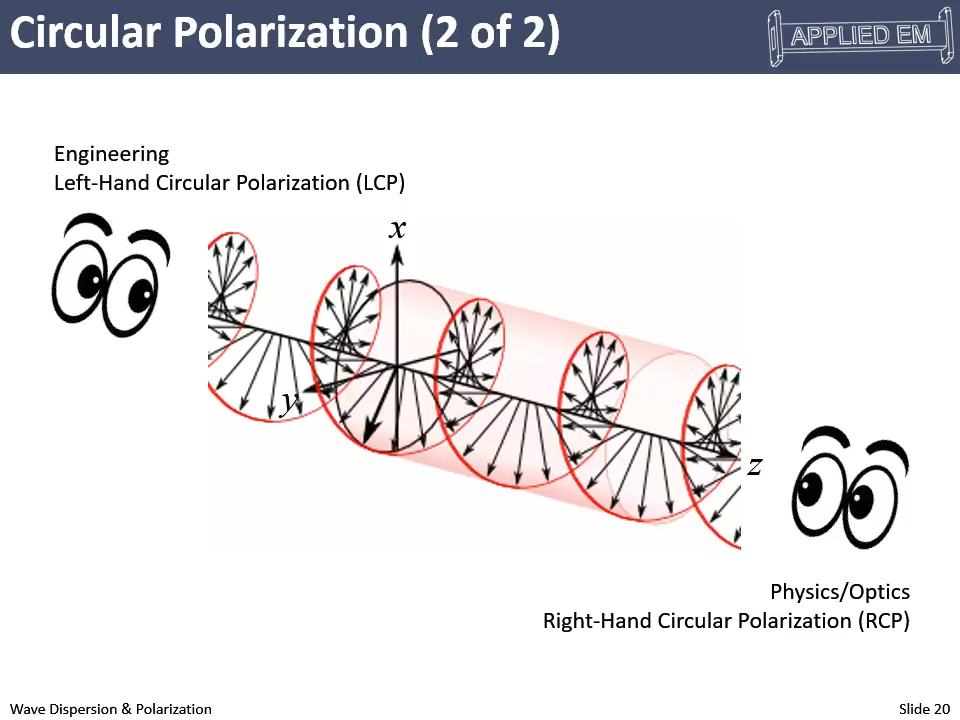 Circular Polarization (2 of 2)
APPLIED EM
Engineering
Left-Hand Circular Polarization (LCP)
x
y
z
Physics/Optics
Right-Hand Circular Polarization (RCP)
Wave Dispersion & Polarization
Slide 20